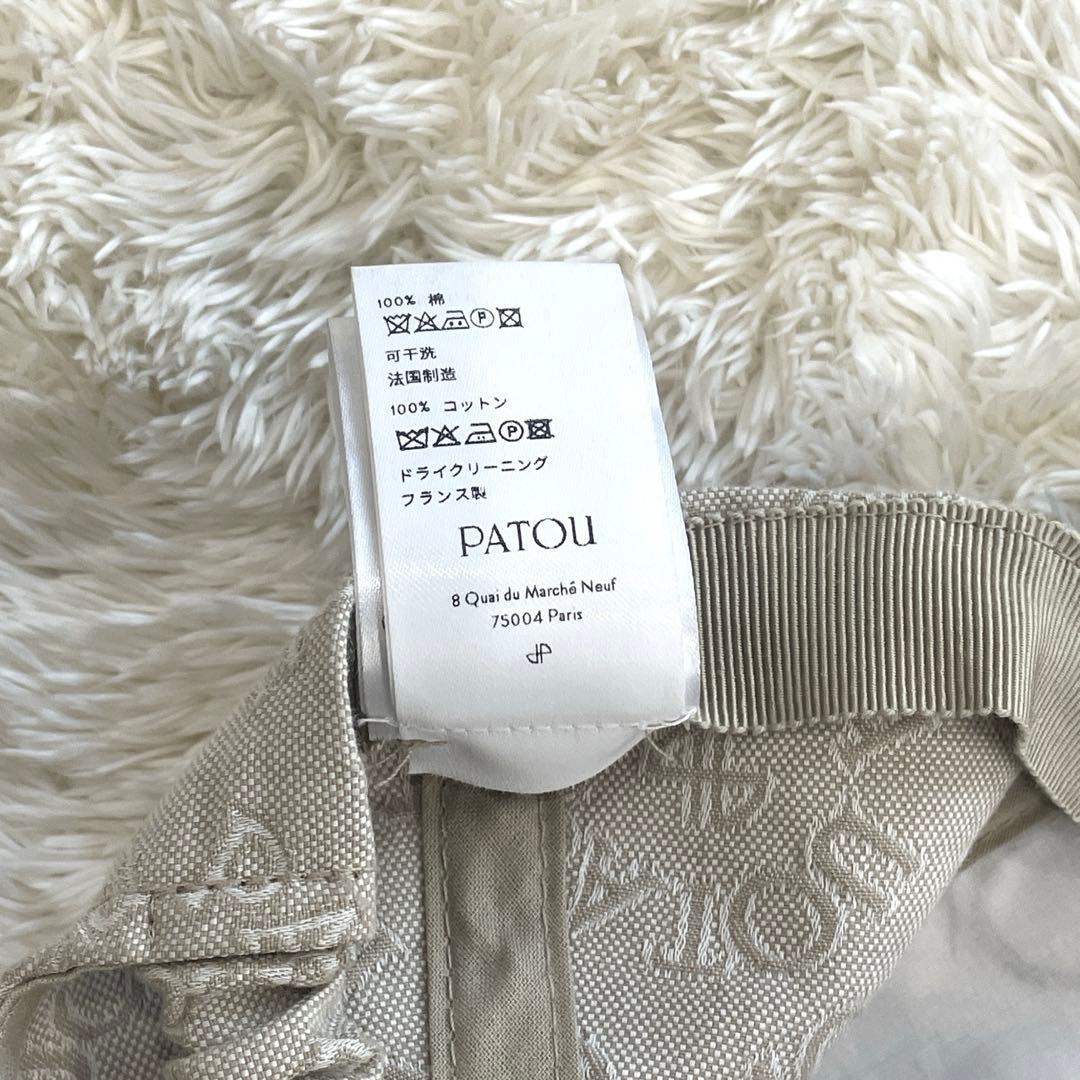 100% 棉
P
可干洗
法国制造
100% コットン
P
ドライクリーニング
フランス製
PATOU
8 Quai du Marché Neuf
75004 Paris
JP